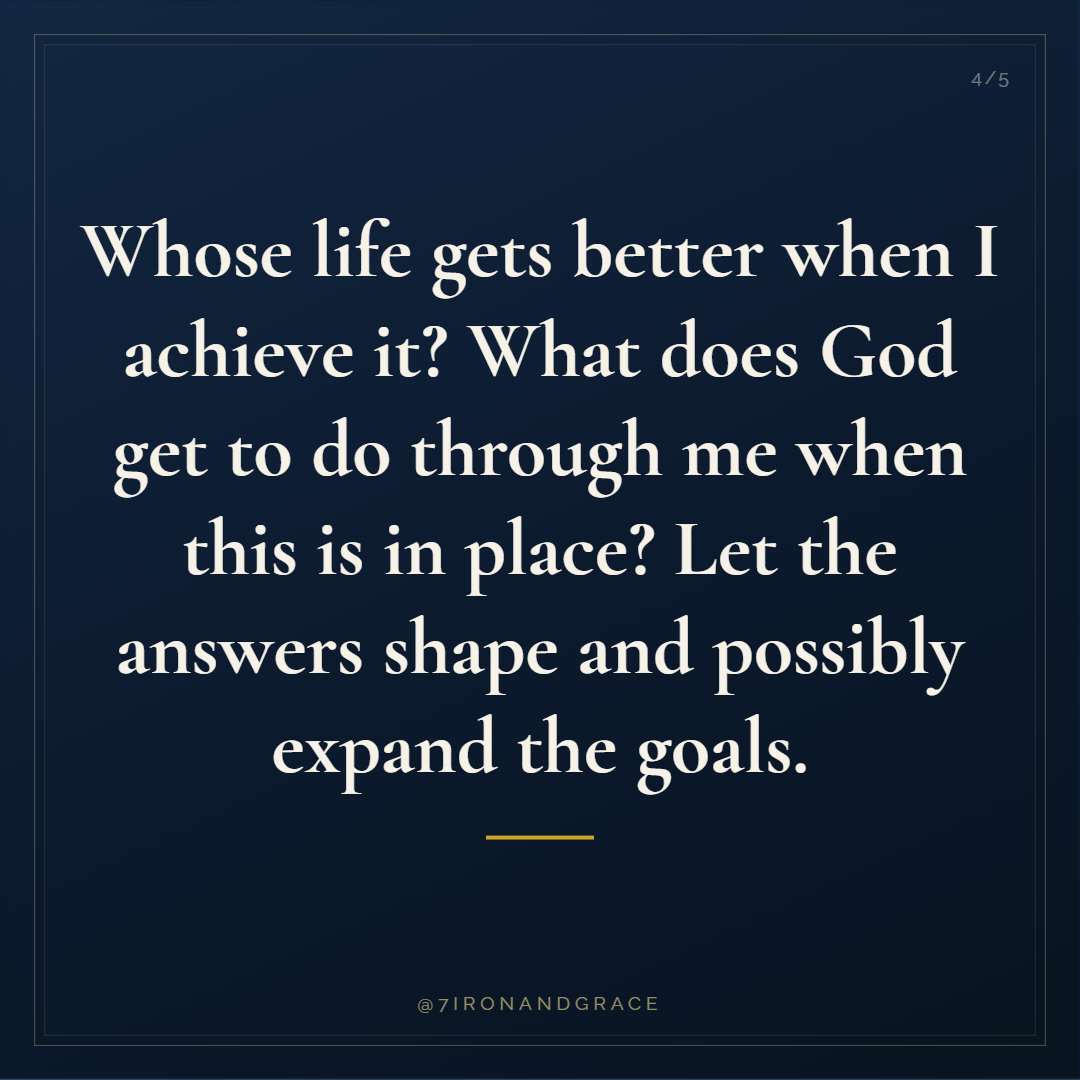 4/5
Whose life gets better when I
achieve it? What does God
get to do through me when
this is in place? Let the
answers shape and possibly
expand the goals.
@7IRONANDGRACE